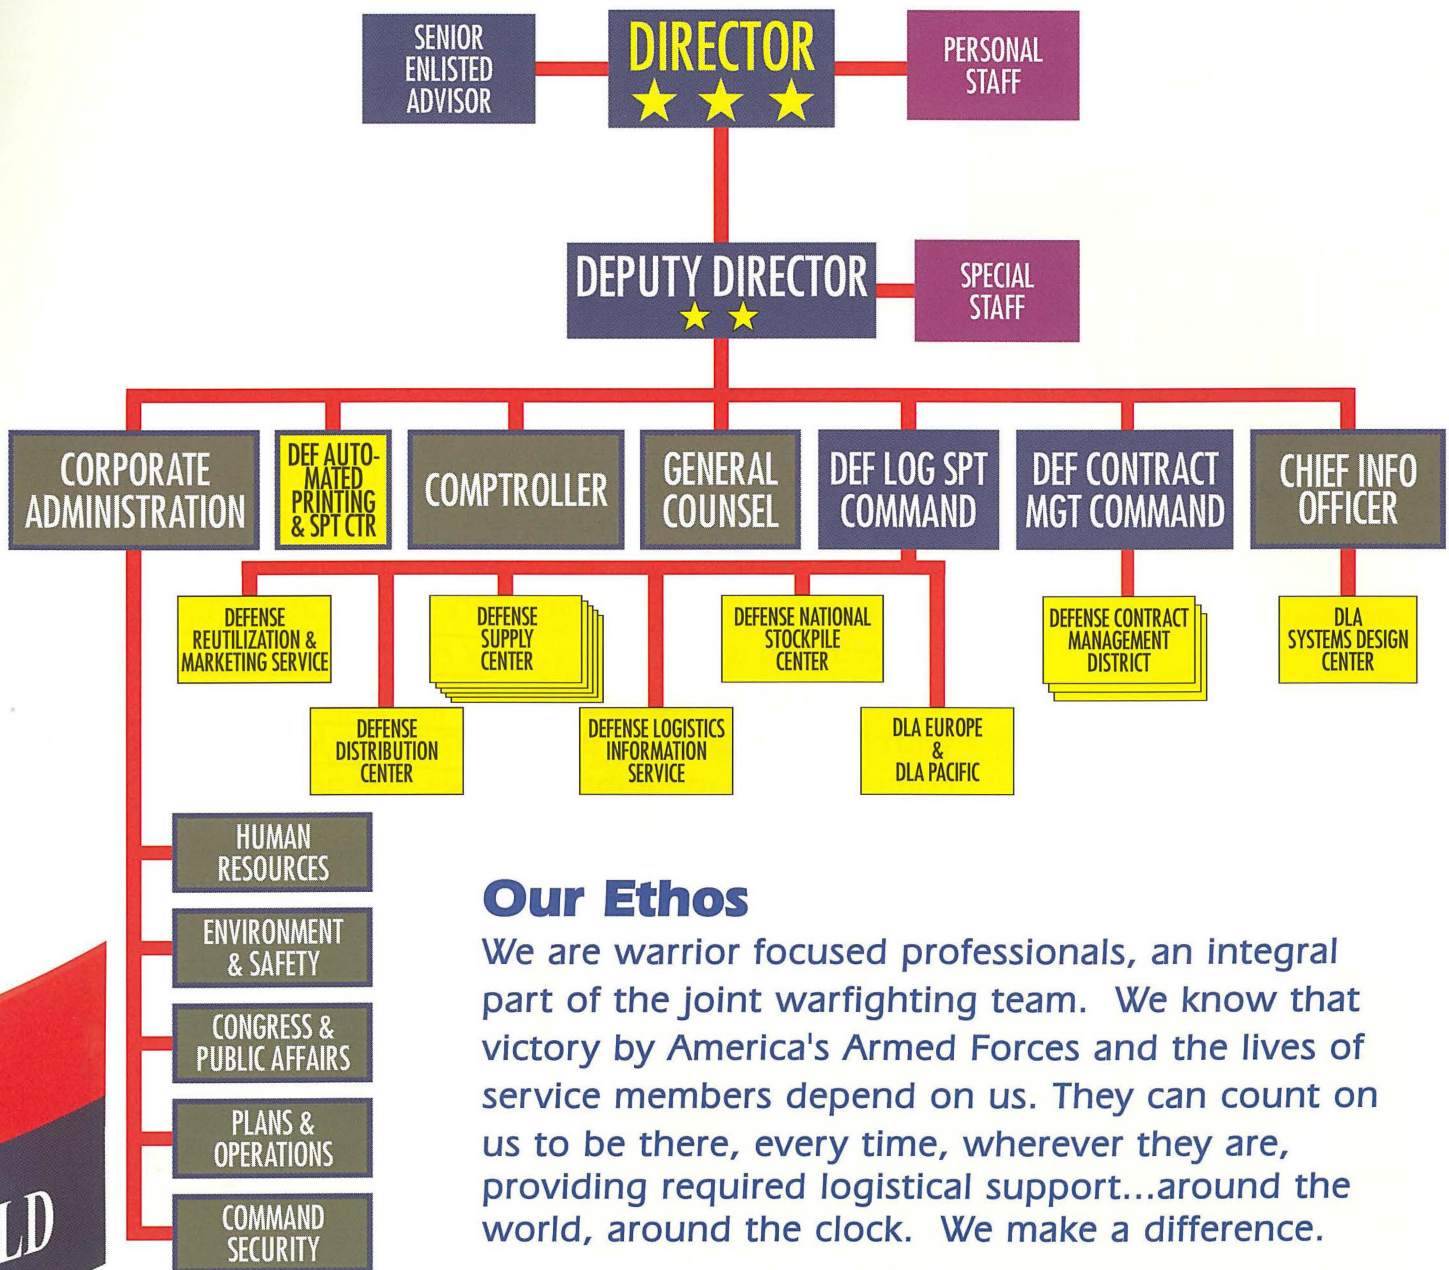 SENIOR
ENLISTED
ADVISOR
DIRECTOR
PERSONAL
STAFF
DEPUTY DIRECTOR
SPECIAL
STAFF
CORPORATE
ADMINISTRATION
DEF AUTO-
MATED
PRINTING
& SPT CTR
COMPTROLLER
GENERAL
COUNSEL
DEF LOG SPT
COMMAND
DEF CONTRACT
MGT COMMAND
CHIEF INFO
OFFICER
DEFENSE
REUTILIZATION &
MARKETING SERVICE
DEFENSE
SUPPLY
CENTER
DEFENSE NATIONAL
STOCKPILE
CENTER
DEFENSE CONTRACT
MANAGEMENT
DISTRICT
DLA
SYSTEMS DESIGN
CENTER
DEFENSE
DISTRIBUTION
CENTER
DEFENSE LOGISTICS
INFORMATION
SERVICE
DLA EUROPE
&
DLA PACIFIC
HUMAN
RESOURCES
ENVIRONMENT
& SAFETY
CONGRESS &
PUBLIC AFFAIRS
PLANS &
OPERATIONS
COMMAND
SECURITY
LD
Our Ethos
We are warrior focused professionals, an integral
part of the joint warfighting team. We know that
victory by America's Armed Forces and the lives of
service members depend on us. They can count on
us to be there, every time, wherever they are,
providing required logistical support...around the
world, around the clock. We make a difference.